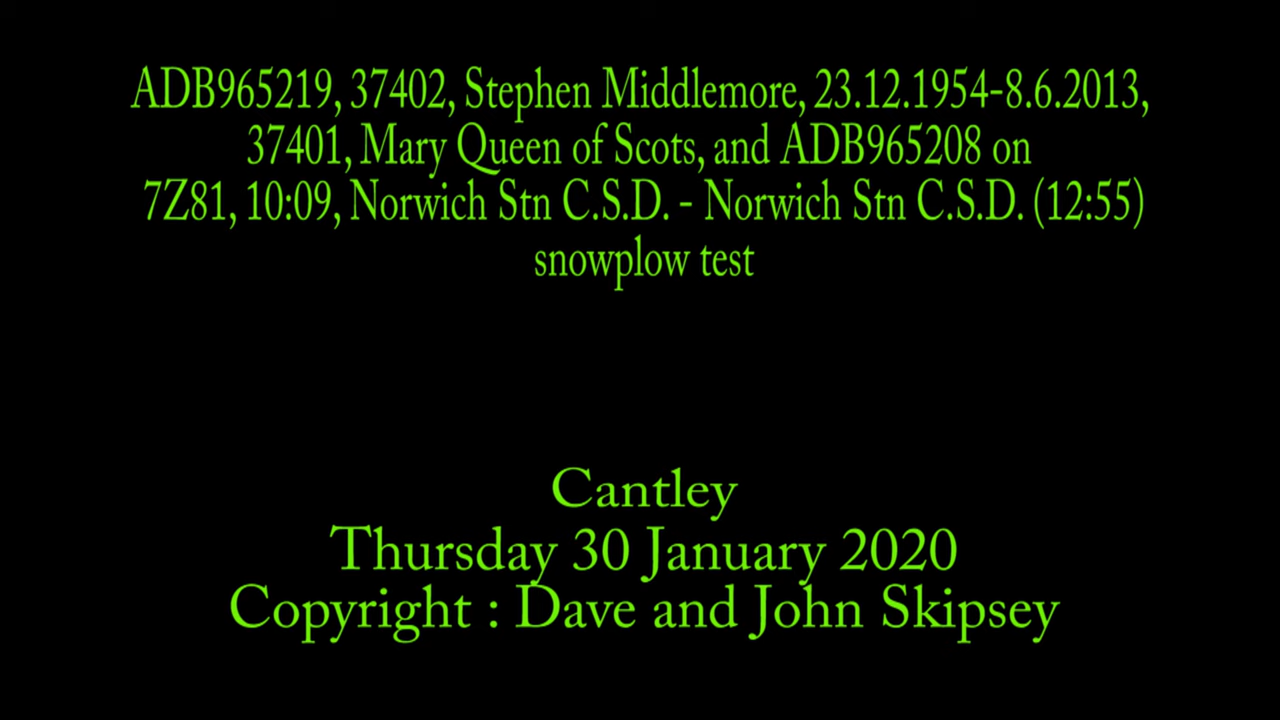 ADB965219, 37402, Stephen Middlemore, 23.12.1954-8.6.2013,
37401, Mary Queen of Scots, and ADB965208 on
7Z81, 10:09, Norwich Stn C.S.D. - Norwich Stn C.S.D. (12:55)
snowplow test
Cantley
Thursday 30 January 2020
Copyright : Dave and John Skipsey